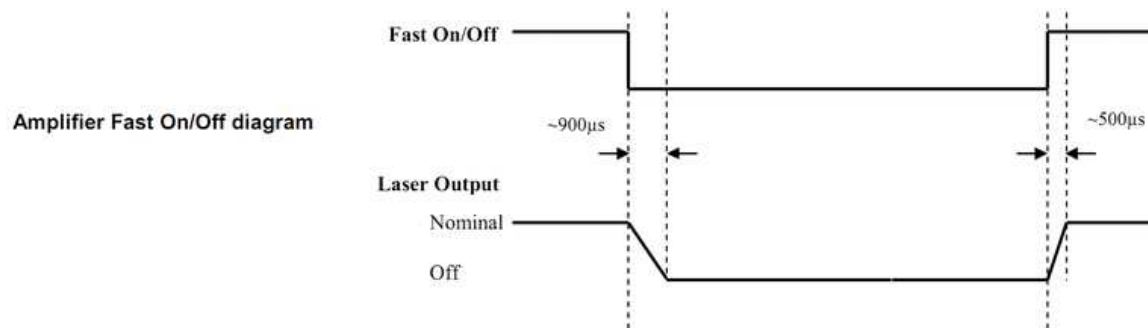 Fast On/Off
Amplifier Fast On/Off diagram
~900µs
~500µs
Laser Output
Nominal
Off